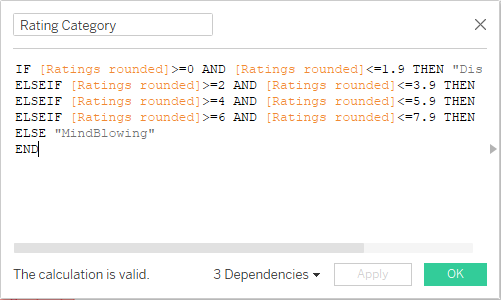 Rating Category
IF [Ratings rounded]>=0 AND [Ratings rounded]<=1.9 THEN "Dis
ELSEIF [Ratings rounded]>=2 AND [Ratings rounded]<=3.9 THEN
ELSEIF [Ratings rounded]>=4 AND [Ratings rounded]<=5.9 THEN
ELSEIF [Ratings rounded]>=6 AND [Ratings rounded]<=7.9 THEN
ELSE "MindBlowing"
END
The calculation is valid. 3 Dependencies Apply OK